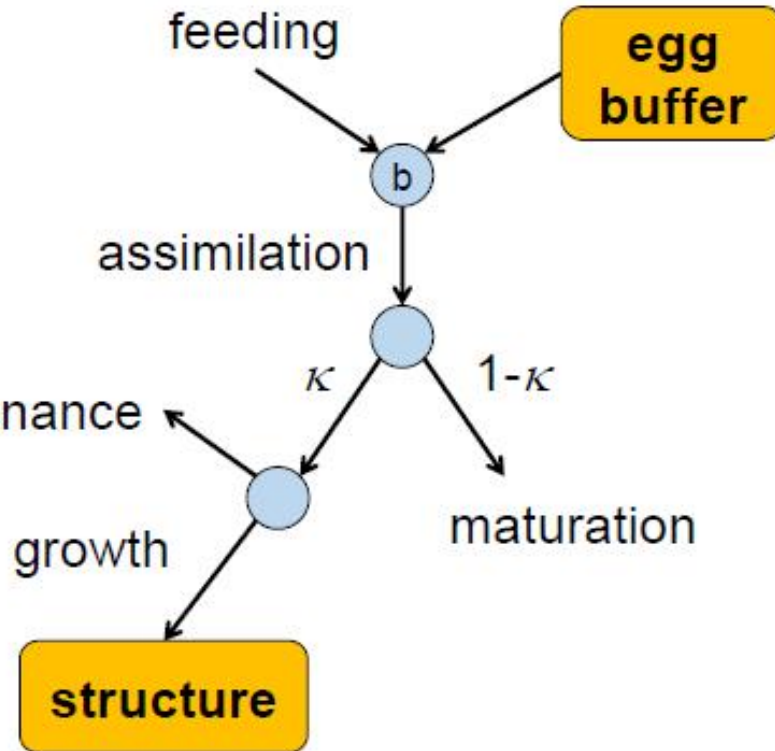 feeding
egg
buffer
b
assimilation
κ
1-κ
nance
growth
maturation
structure